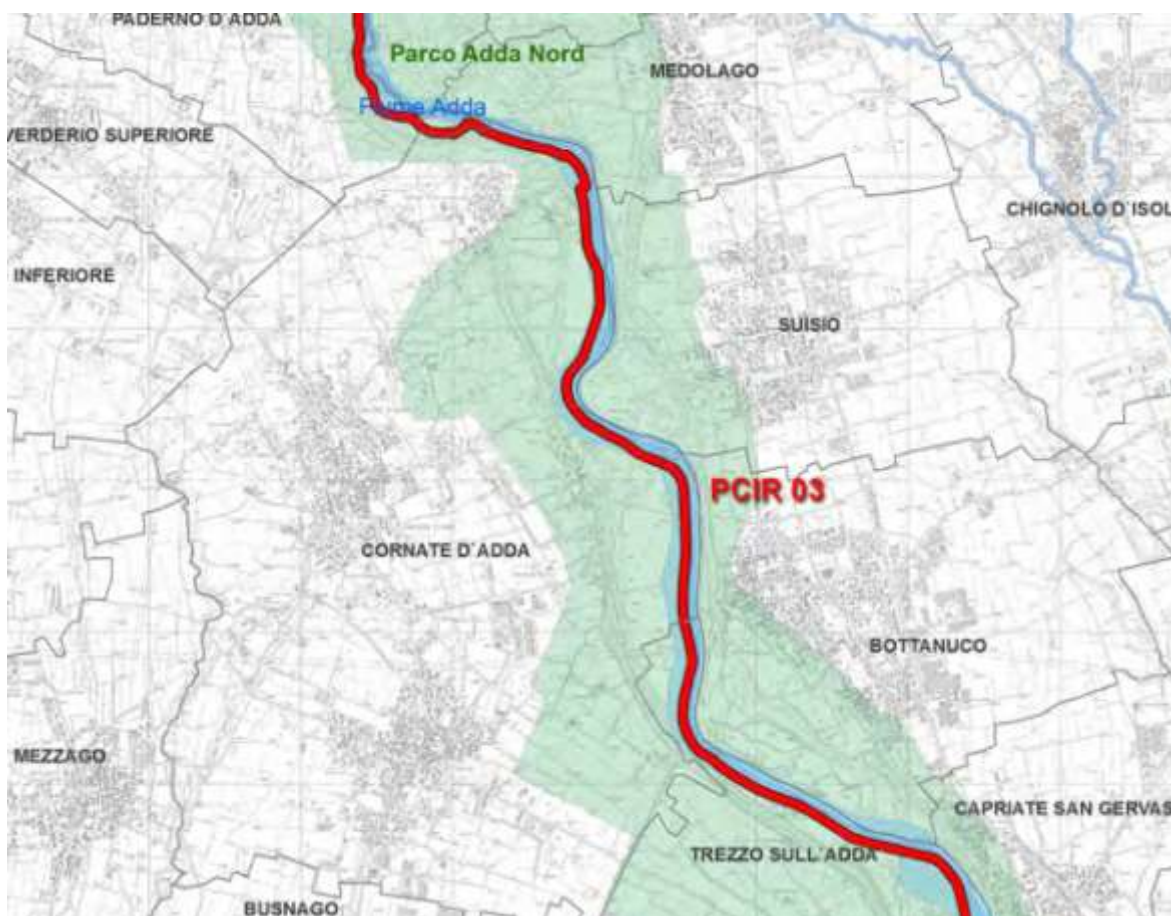 PADERNO D'ADDA
Parco Adda Nord
MEDOLAGO
Fiume Adda
VERDERIO SUPERIORE
CHIGNOLO D'ISOL
INFERIORE
SUISIO
PCIR 03
CORNATE D'ADDA
BOTTANUCO
MEZZAGO
CAPRIATE SAN GERVAS
TREZZO SULL'ADDA
BUSNAGO